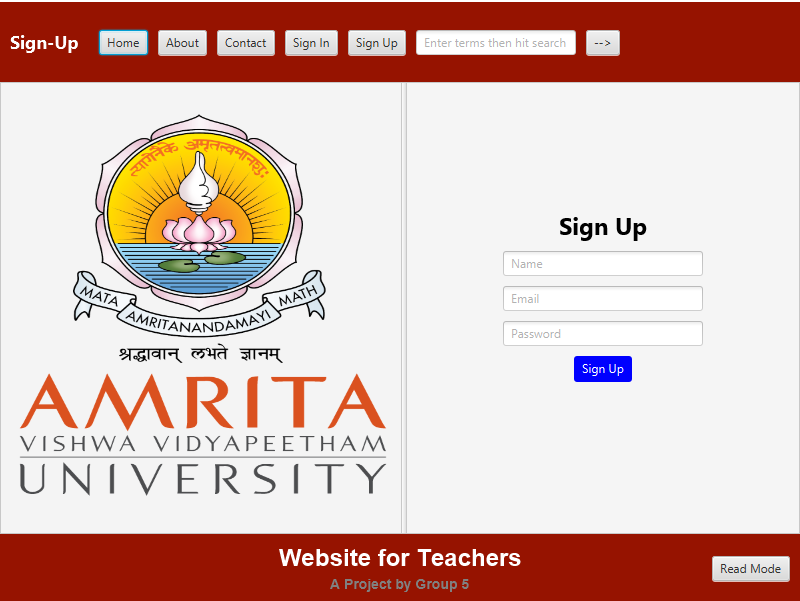 Sign-Up Home About Contact Sign In Sign Up Enter terms then hit search -->
त्यागेनैके अमृतत्वमानशुः
MATA AMRITANANDAMAYI MATH
श्रद्धावान् लभते ज्ञानम्
AMRITA
VISHWA VIDYAPEETHAM
UNIVERSITY
Sign Up
Name
Email
Password
Sign Up
Website for Teachers
A Project by Group 5
Read Mode